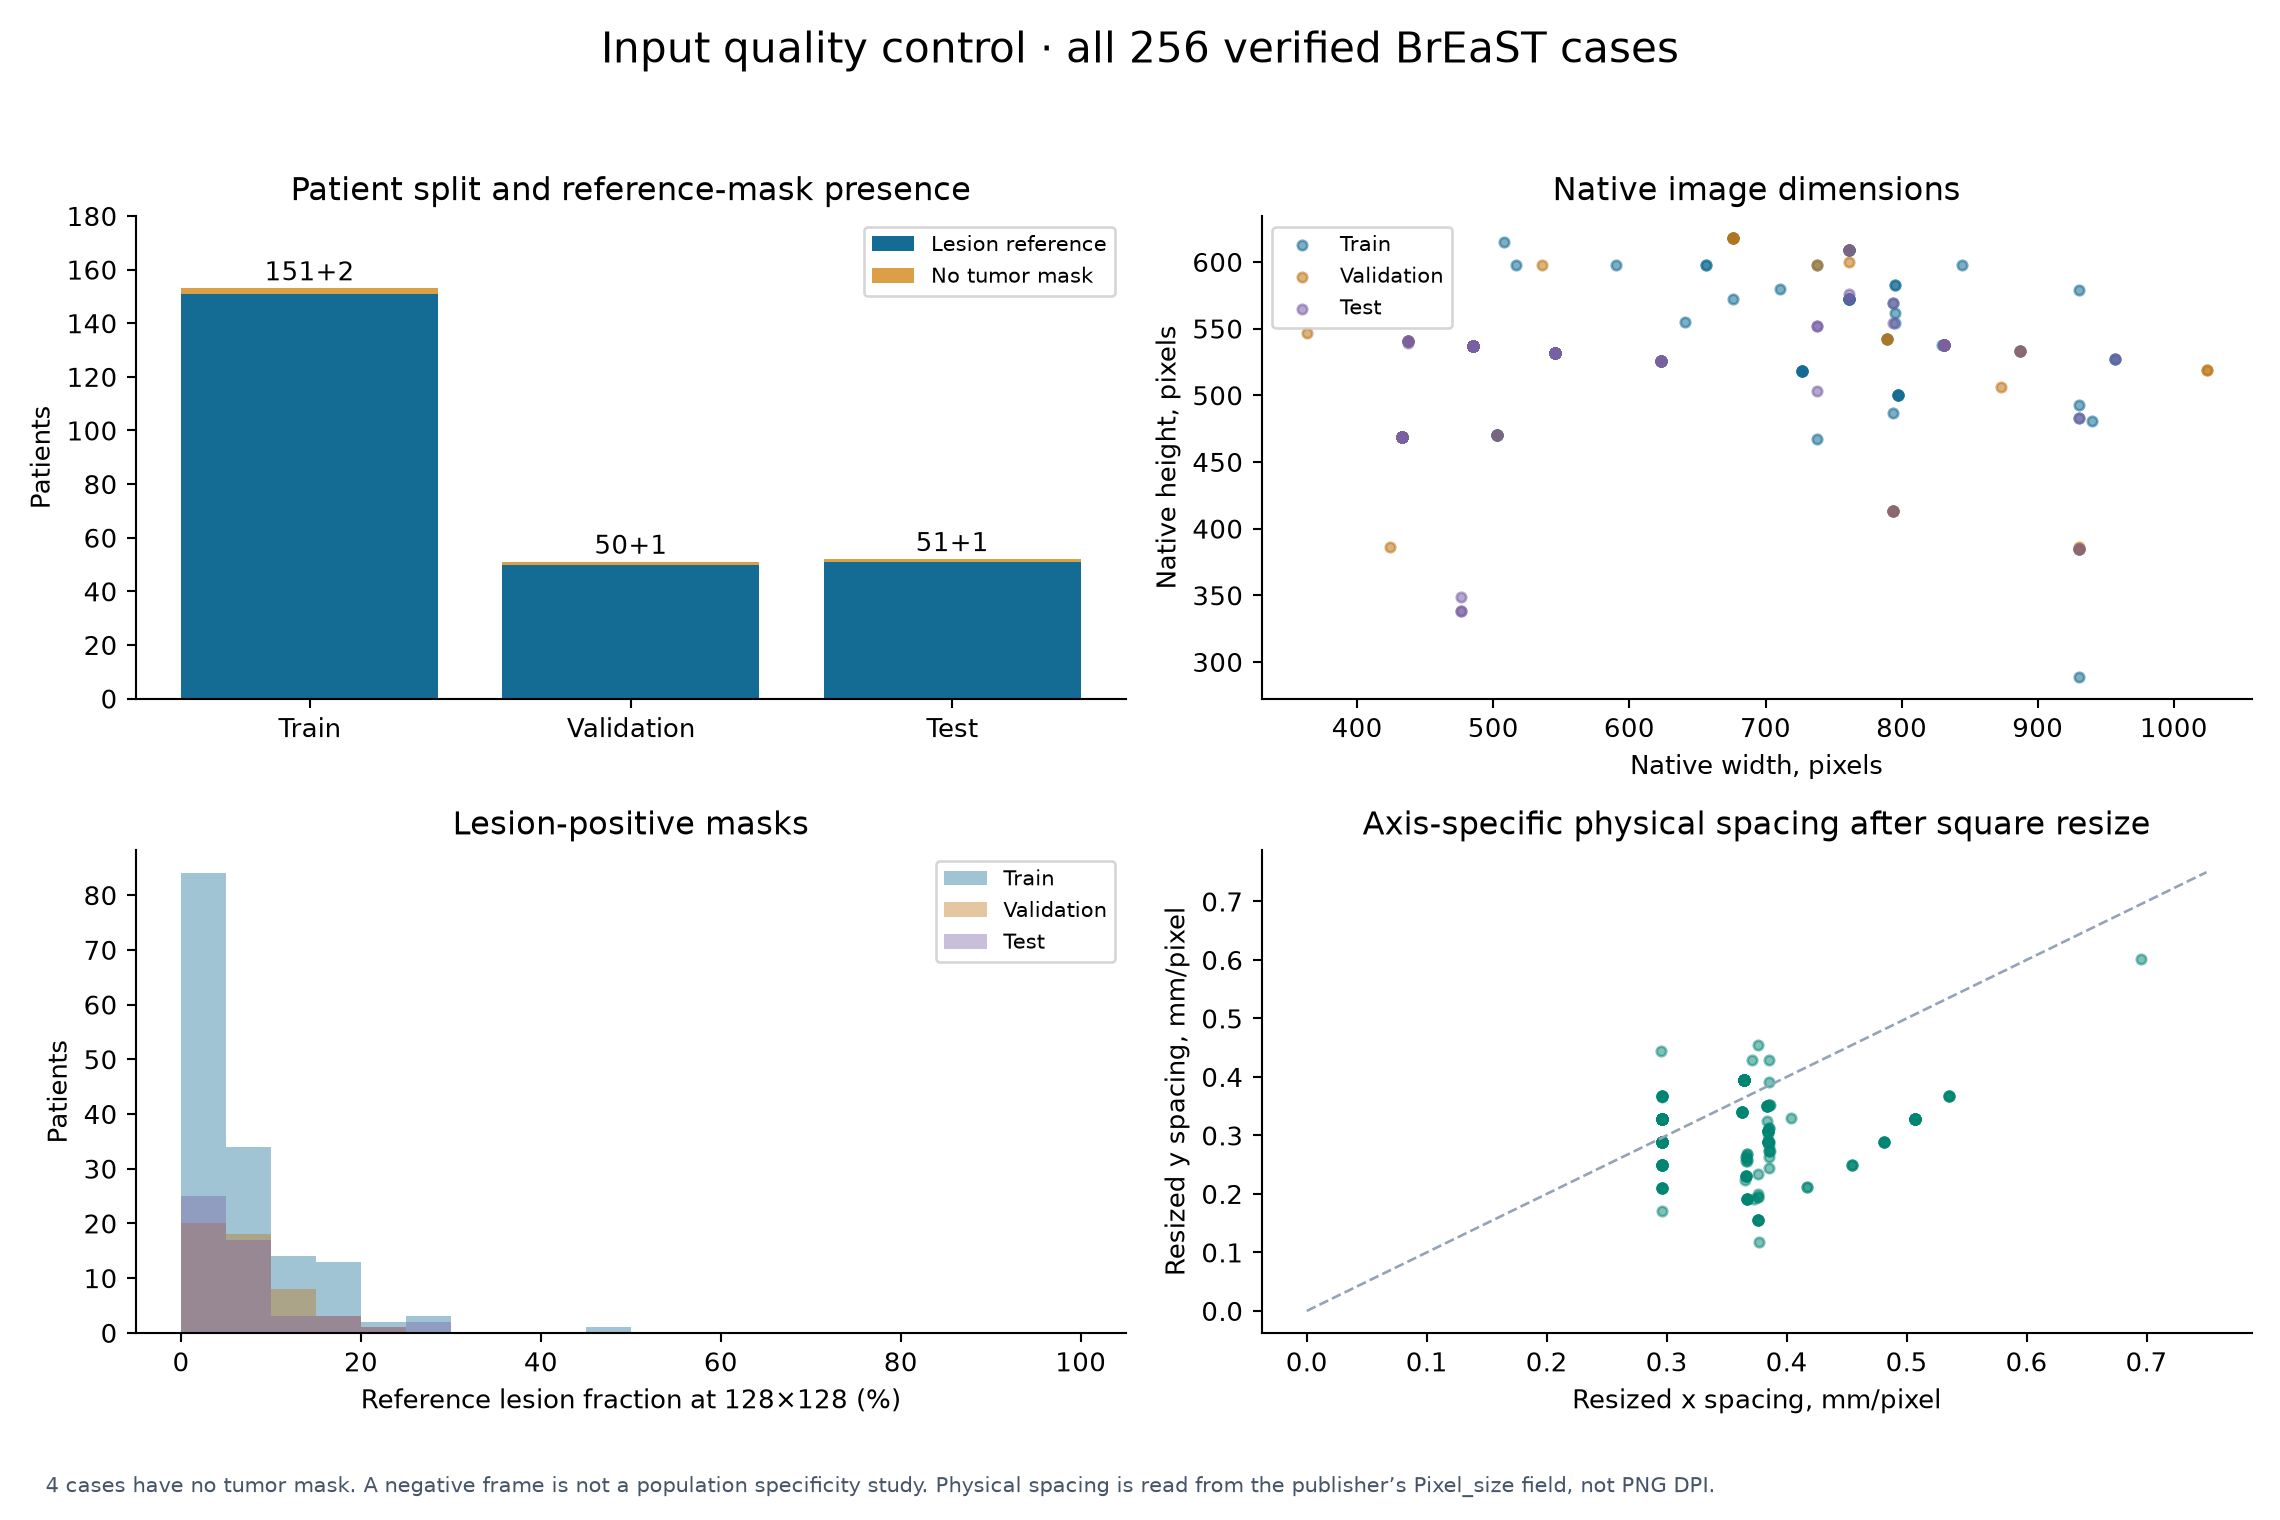 Input quality control · all 256 verified BrEaST cases
Patient split and reference-mask presence
Patients
180
160
140
120
100
80
60
40
20
0
151+2
50+1
51+1
Lesion reference
No tumor mask
Train
Validation
Test
Native image dimensions
Native height, pixels
600
550
500
450
400
350
300
Train
Validation
Test
400
500
600
700
800
900
1000
Native width, pixels
Lesion-positive masks
Patients
80
70
60
50
40
30
20
10
0
Train
Validation
Test
0
20
40
60
80
100
Reference lesion fraction at 128×128 (%)
Axis-specific physical spacing after square resize
Resized y spacing, mm/pixel
0.7
0.6
0.5
0.4
0.3
0.2
0.1
0.0
0.0
0.1
0.2
0.3
0.4
0.5
0.6
0.7
Resized x spacing, mm/pixel
4 cases have no tumor mask. A negative frame is not a population specificity study. Physical spacing is read from the publisher’s Pixel_size field, not PNG DPI.